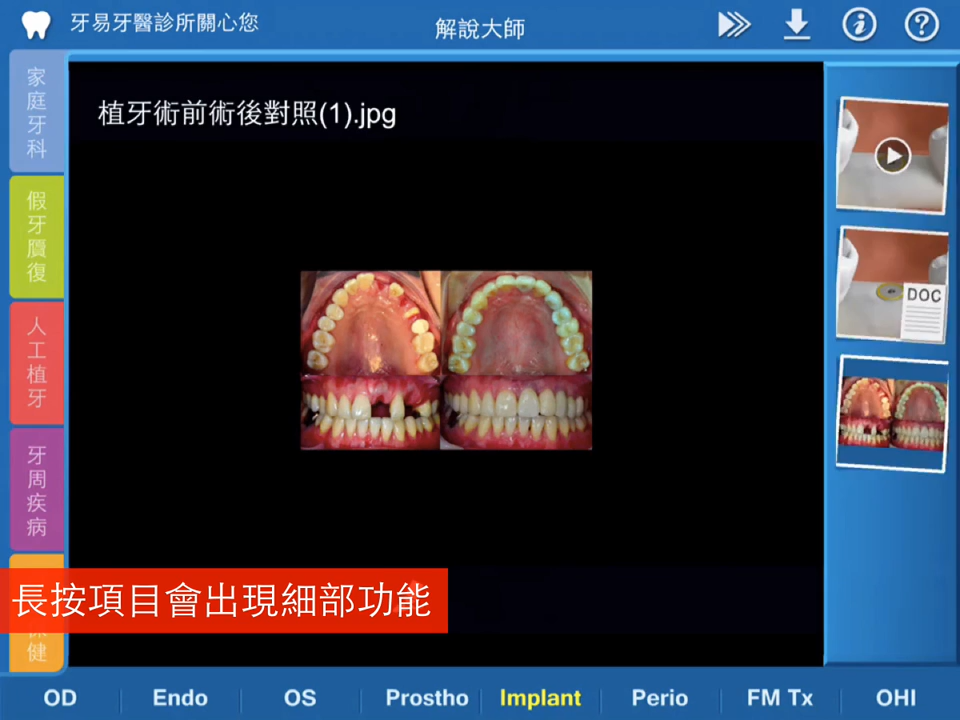 牙易牙醫診所關心您
解說大師
家庭牙科
假牙贗復
人工植牙
牙周疾病
健
植牙術前術後對照(1).jpg
DOC
長按項目會出現細部功能
OD
Endo
OS
Prostho
Implant
Perio
FM Tx
OHI